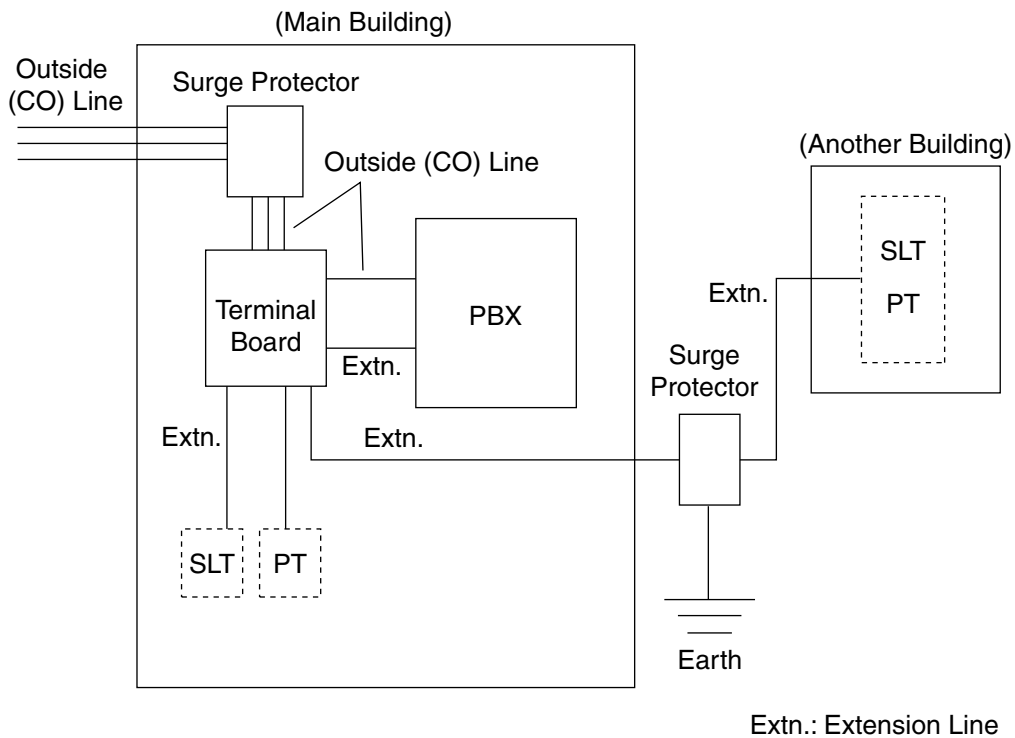 (Main Building)
Outside
(CO) Line
Surge Protector
Outside (CO) Line
(Another Building)
SLT
PT
Extn.
Terminal
Board
PBX
Extn.
Surge
Protector
Extn.
Extn.
SLT
PT
Earth
Extn.: Extension Line